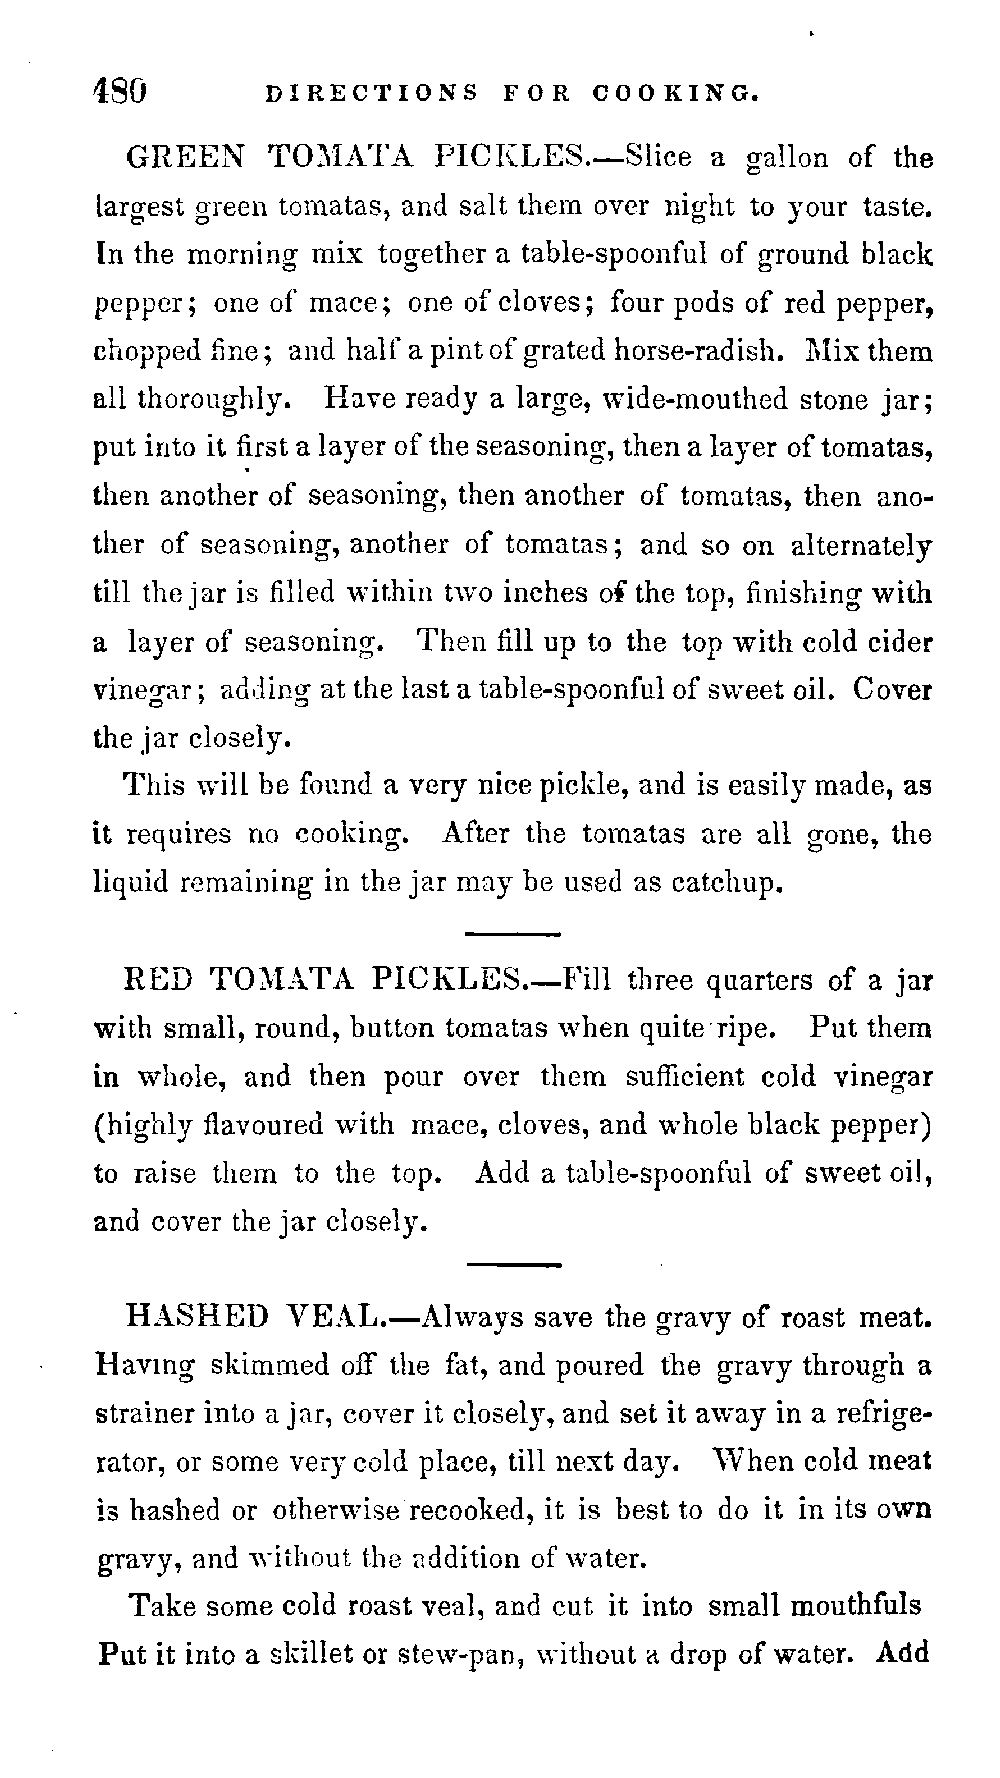 480 DIRECTIONS FOR COOKING.
GREEN TOMATA PICKLES.—Slice a gallon of the
largest green tomatas, and salt them over night to your taste.
In the morning mix together a table-spoonful of ground black
pepper; one of mace; one of cloves; four pods of red pepper,
chopped fine; and half a pint of grated horse-radish. Mix them
all thoroughly. Have ready a large, wide-mouthed stone jar;
put into it first a layer of the seasoning, then a layer of tomatas,
then another of seasoning, then another of tomatas, then ano-
ther of seasoning, another of tomatas; and so on alternately
till the jar is filled within two inches of the top, finishing with
a layer of seasoning. Then fill up to the top with cold cider
vinegar; adding at the last a table-spoonful of sweet oil. Cover
the jar closely.
This will be found a very nice pickle, and is easily made, as
it requires no cooking. After the tomatas are all gone, the
liquid remaining in the jar may be used as catchup.
RED TOMATA PICKLES.—Fill three quarters of a jar
with small, round, button tomatas when quite ripe. Put them
in whole, and then pour over them sufficient cold vinegar
(highly flavoured with mace, cloves, and whole black pepper)
to raise them to the top. Add a table-spoonful of sweet oil,
and cover the jar closely.
HASHED VEAL.—Always save the gravy of roast meat.
Having skimmed off the fat, and poured the gravy through a
strainer into a jar, cover it closely, and set it away in a refrige-
rator, or some very cold place, till next day. When cold meat
is hashed or otherwise recooked, it is best to do it in its own
gravy, and without the addition of water.
Take some cold roast veal, and cut it into small mouthfuls
Put it into a skillet or stew-pan, without a drop of water. Add